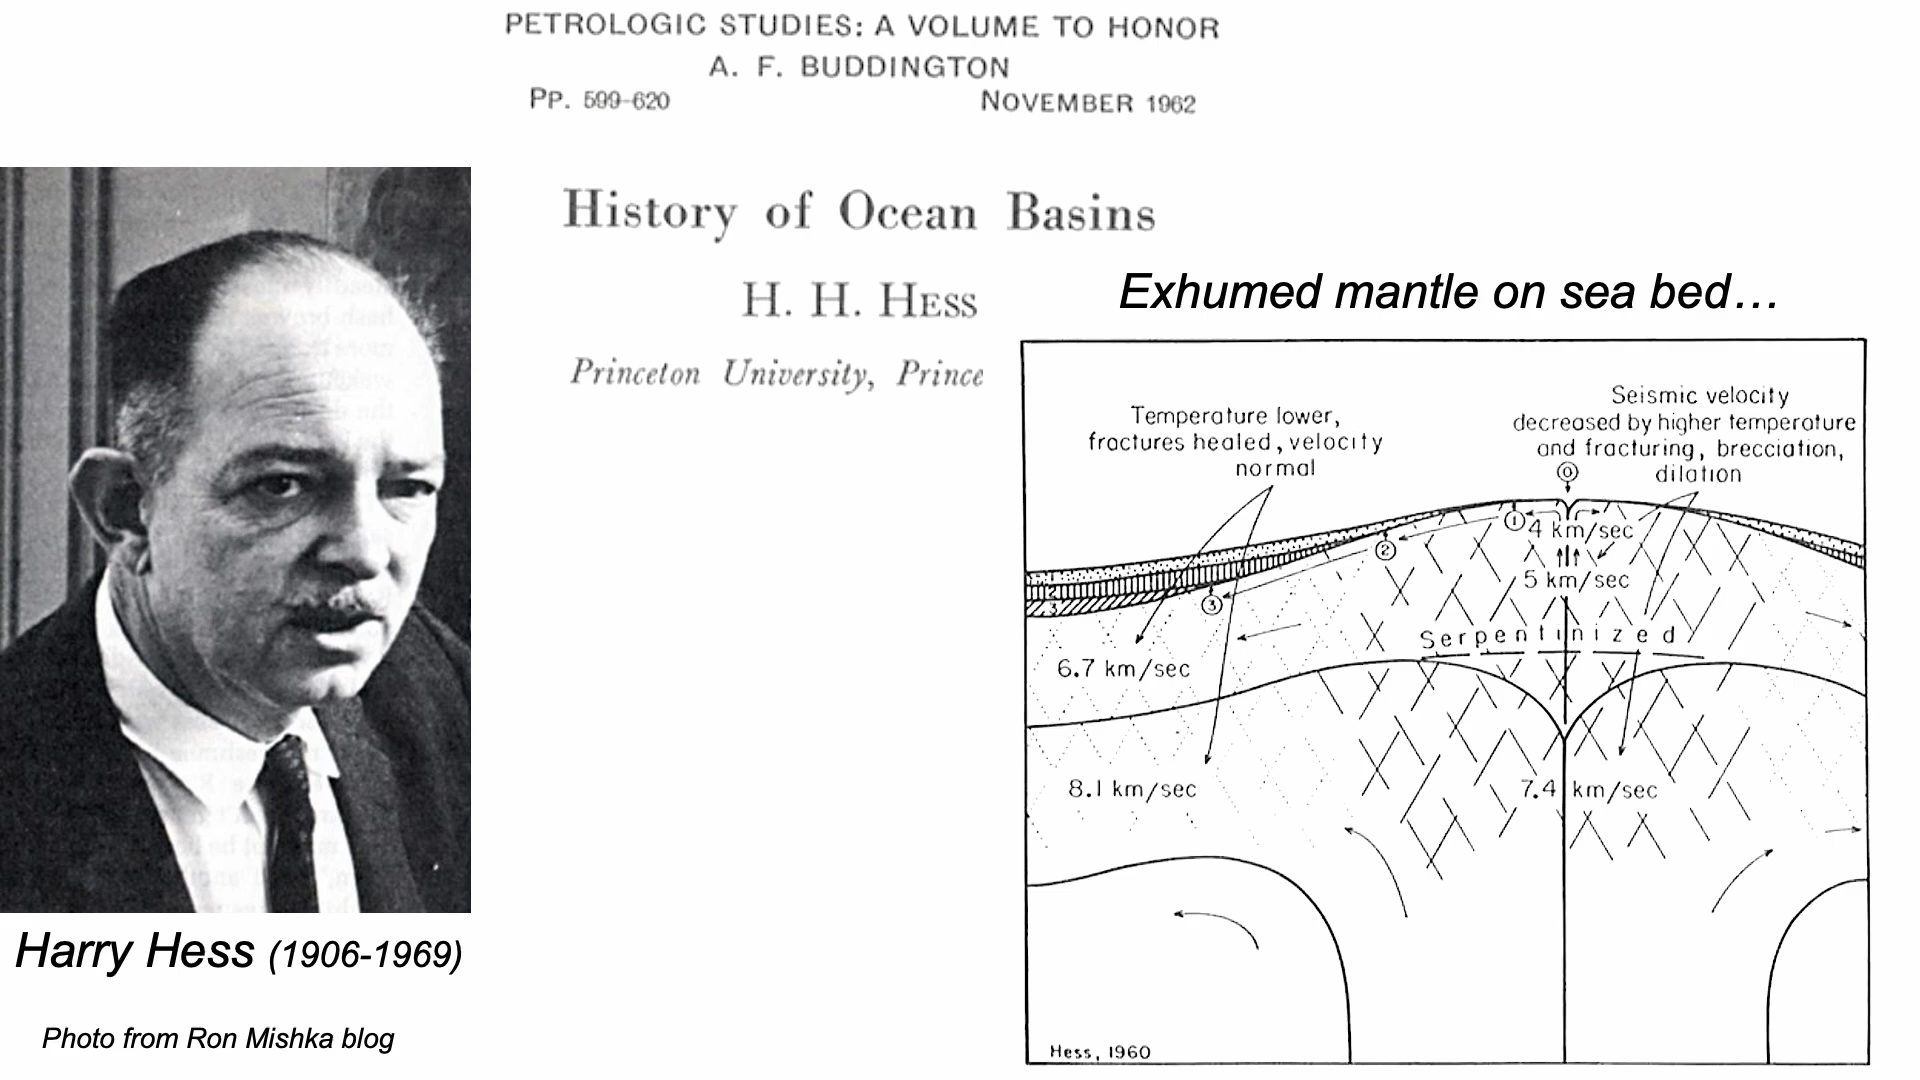 PETROLOGIC STUDIES: A VOLUME TO HONOR
A. F. BUDDINGTON
PP. 599-620 NOVEMBER 1962
History of Ocean Basins
H. H. HESS
Princeton University, Prince
Exhumed mantle on sea bed...
Temperature lower,
fractures healed, velocity
normal
Seismic velocity
decreased by higher temperature
and fracturing, brecciation,
dilation
0
1
4 km/sec
2
5 km/sec
3
2
3
Serpentinized
6.7 km/sec
8.1 km/sec
7.4 km/sec
Hess, 1960
Harry Hess (1906-1969)
Photo from Ron Mishka blog